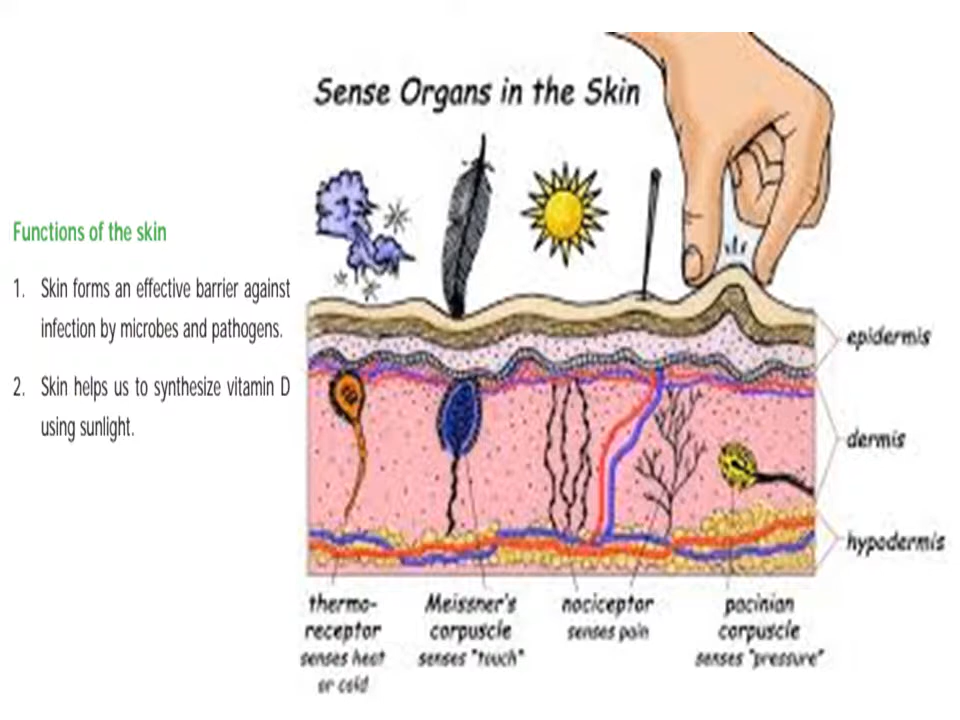 Sense Organs in the Skin
Functions of the skin
1. Skin forms an effective barrier against
infection by microbes and pathogens.
2. Skin helps us to synthesize vitamin D
using sunlight.
epidermis
dermis
hypodermis
thermo-
receptor
senses heat
or cold
Meissner's
corpuscle
senses "touch"
nociceptor
senses pain
pacinian
corpuscle
senses "pressure"